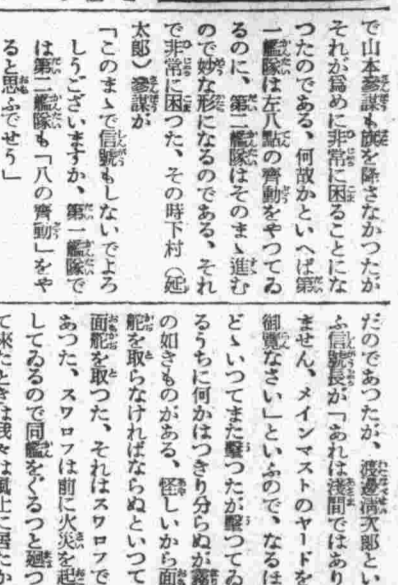 で山本參謀も旗を降さなかつたが
それが爲めに非常に困ることにな
つたのである、何故かといへば第
一艦隊は左八點の齊動をやつてゐ
るのに、第二艦隊はそのまゝ進む
ので妙な形になるのである、それ
で非常に困つた、その時下村（延
太郎）參謀が
「このまゝで信號もしないでよろ
しうございますか、第一艦隊で
は第二艦隊も「八の齊動」をや
ると思ふでせう」
だのであつたが、渡邊淸次郎とい
ふ信號長が「あれは淺間ではあり
ません、メインマストのヤードを
御覽なさい」といふので、なるほ
どゝいつてまた擊つたが擊つてゐ
るうちに何かはつきり分らぬが霧
の如きものがある、怪しいから面
舵を取らなければならぬといつて
面舵を取つた、それはスワロフで
あつた、スワロフは前に火災を起
してゐるので同艦をぐるつと廻つ
て來たときは我々は風上に居たか